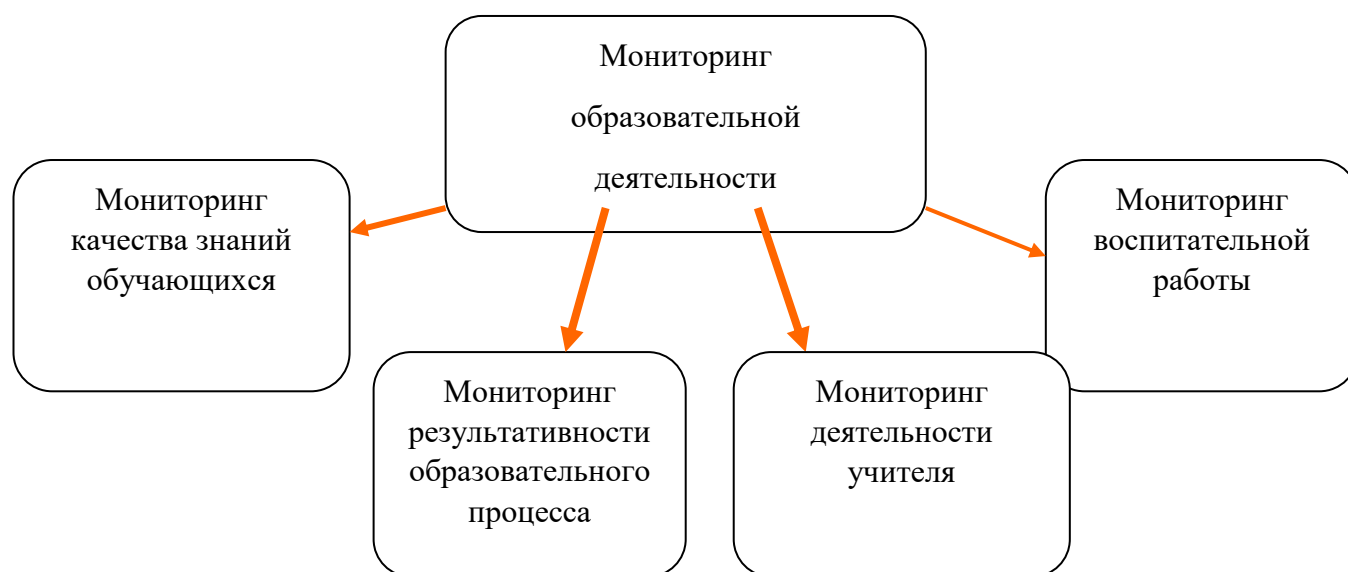 Мониторинг
образовательной
деятельности
Мониторинг
качества знаний
обучающихся
Мониторинг
воспитательной
работы
Мониторинг
результативности
образовательного
процесса
Мониторинг
деятельности
учителя